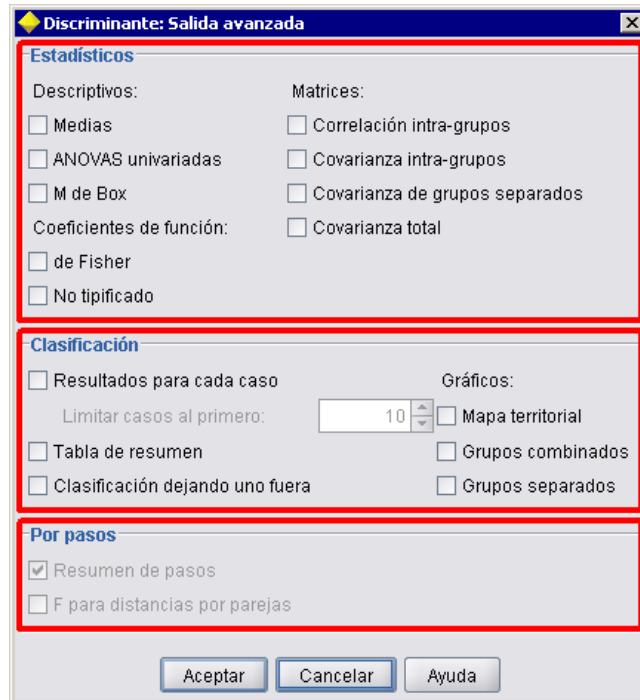 Discriminante: Salida avanzada
Estadísticos
Descriptivos:
Medias
ANOVAS univariadas
M de Box
Coeficientes de función:
de Fisher
No tipificado
Matrices:
Correlación intra-grupos
Covarianza intra-grupos
Covarianza de grupos separados
Covarianza total
Clasificación
Resultados para cada caso
Limitar casos al primero: 10
Tabla de resumen
Clasificación dejando uno fuera
Gráficos:
Mapa territorial
Grupos combinados
Grupos separados
Por pasos
Resumen de pasos
F para distancias por parejas
Aceptar Cancelar Ayuda